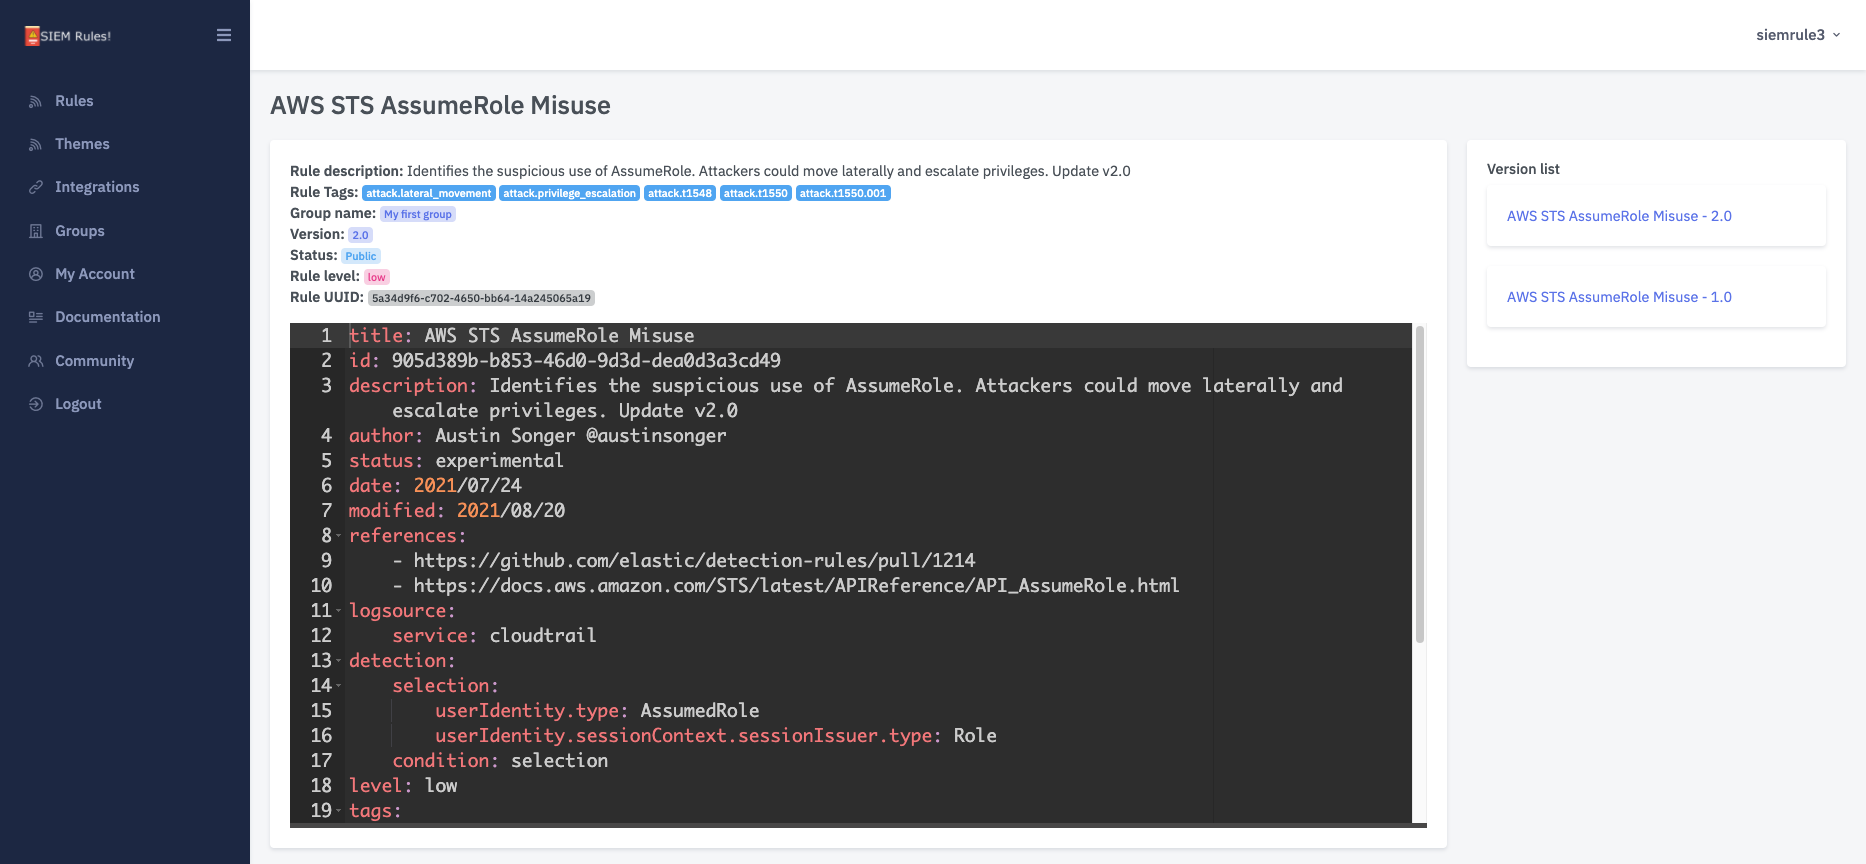 SIEM Rules!
siemrule3
Rules
Themes
Integrations
Groups
My Account
Documentation
Community
Logout
AWS STS AssumeRole Misuse
Rule description: Identifies the suspicious use of AssumeRole. Attackers could move laterally and escalate privileges. Update v2.0
Rule Tags: attack.lateral_movement attack.privilege_escalation attack.t1548 attack.t1550 attack.t1550.001
Group name: My first group
Version: 2.0
Status: Public
Rule level: low
Rule UUID: 5a34d9f6-c702-4650-bb64-14a245065a19
1 title: AWS STS AssumeRole Misuse
2 id: 905d389b-b853-46d0-9d3d-dea0d3a3cd49
3 description: Identifies the suspicious use of AssumeRole. Attackers could move laterally and
escalate privileges. Update v2.0
4 author: Austin Songer @austinsonger
5 status: experimental
6 date: 2021/07/24
7 modified: 2021/08/20
8 references:
9 - https://github.com/elastic/detection-rules/pull/1214
10 - https://docs.aws.amazon.com/STS/latest/APIReference/API_AssumeRole.html
11 logsource:
12 service: cloudtrail
13 detection:
14 selection:
15 userIdentity.type: AssumedRole
16 userIdentity.sessionContext.sessionIssuer.type: Role
17 condition: selection
18 level: low
19 tags:
Version list
AWS STS AssumeRole Misuse - 2.0
AWS STS AssumeRole Misuse - 1.0